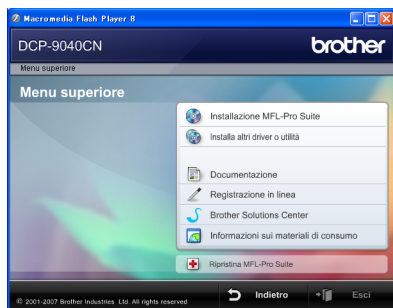 Macromedia Flash Player 8
DCP-9040CN
brother
Menu superiore
Menu superiore
Installazione MFL-Pro Suite
Installa altri driver o utilità
Documentazione
Registrazione in linea
Brother Solutions Center
Informazioni sui materiali di consumo
Ripristina MFL-Pro Suite
© 2001-2007 Brother Industries Ltd. All rights reserved
Indietro
Esci